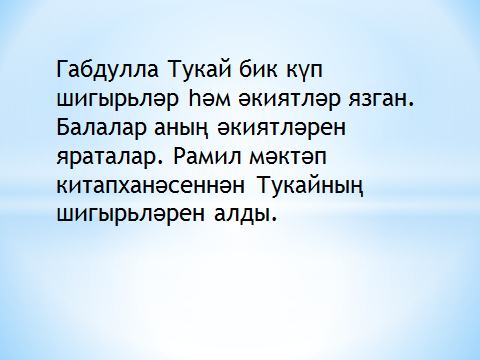 Габдулла Тукай бик күп
шигырьләр һәм әкиятләр язган.
Балалар аның әкиятләрен
яраталар. Рамил мәктәп
китапханәсеннән Тукайның
шигырьләрен алды.